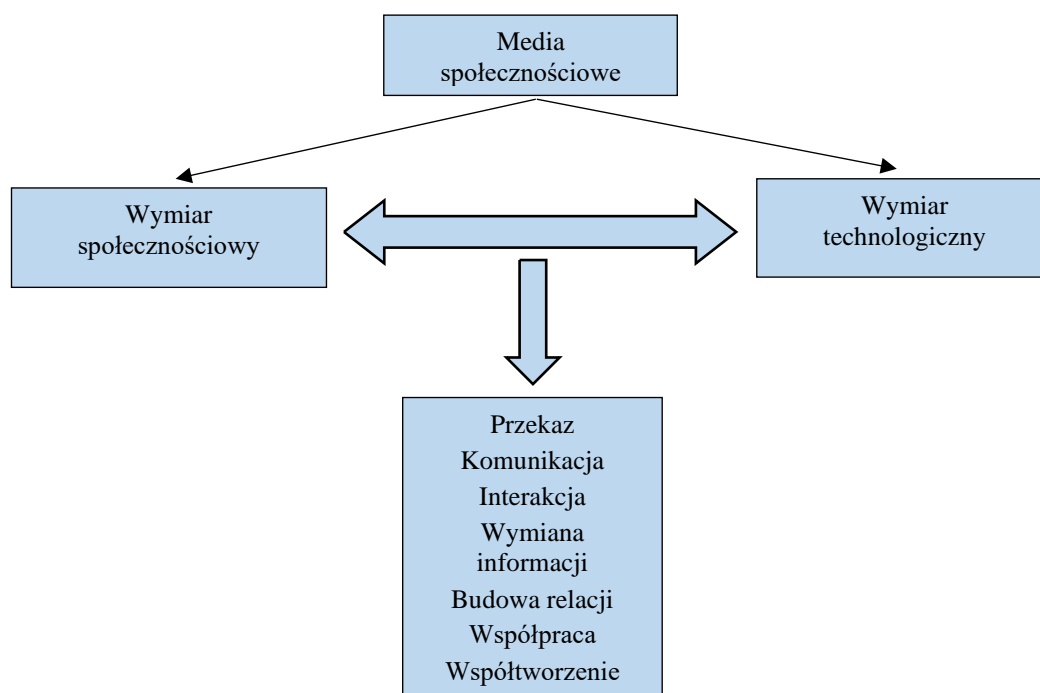 Media
społecznościowe
Wymiar
społecznościowy
Wymiar
technologiczny
Przekaz
Komunikacja
Interakcja
Wymiana
informacji
Budowa relacji
Współpraca
Współtworzenie